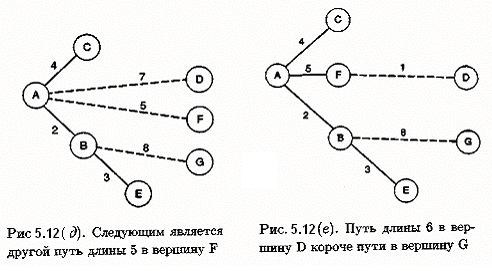 C
4
A
7
D
5
F
2
B
8
G
3
E
Рис 5.12( д). Следующим является
другой путь длины 5 в вершину F
C
4
A
5
F
1
D
2
B
8
G
3
E
Рис. 5.12(е). Путь длины 6 в вер-
шину D короче пути в вершину G